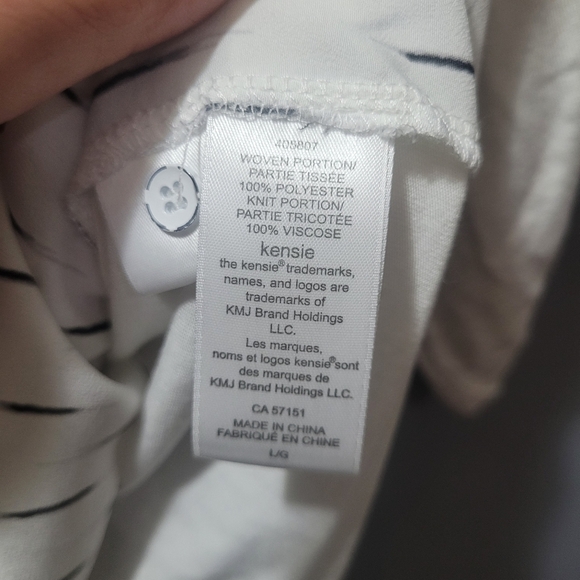 405807
WOVEN PORTION/
PARTIE TISSÉE
100% POLYESTER
KNIT PORTION/
PARTIE TRICOTÉE
100% VISCOSE
kensie
the kensie® trademarks,
names, and logos are
trademarks of
KMJ Brand Holdings
LLC.
Les marques,
noms et logos kensie® sont
des marques de
KMJ Brand Holdings LLC.
CA 57151
MADE IN CHINA
FABRIQUÉ EN CHINE
L/G